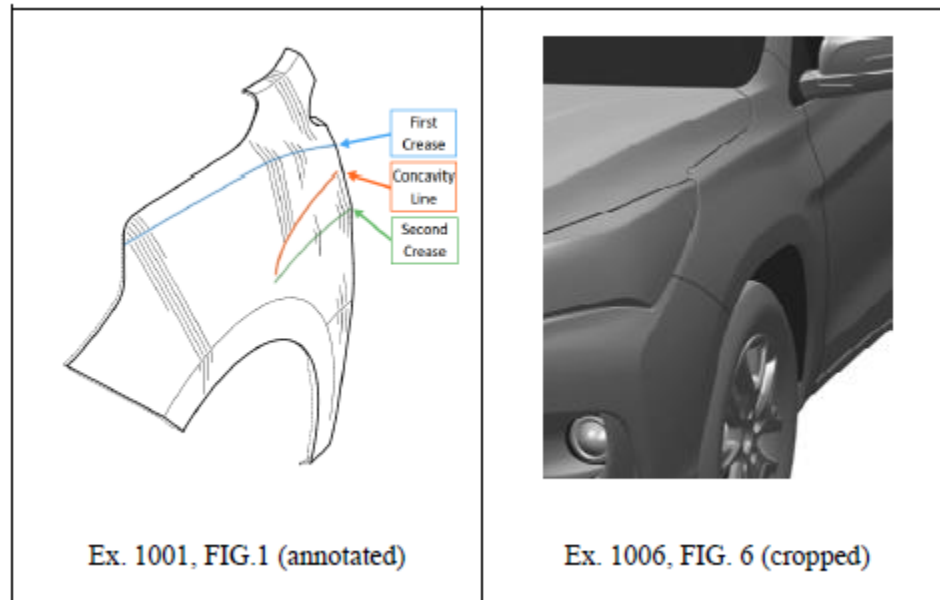 First
Crease
Concavity
Line
Second
Crease
Ex. 1001, FIG.1 (annotated)
Ex. 1006, FIG. 6 (cropped)